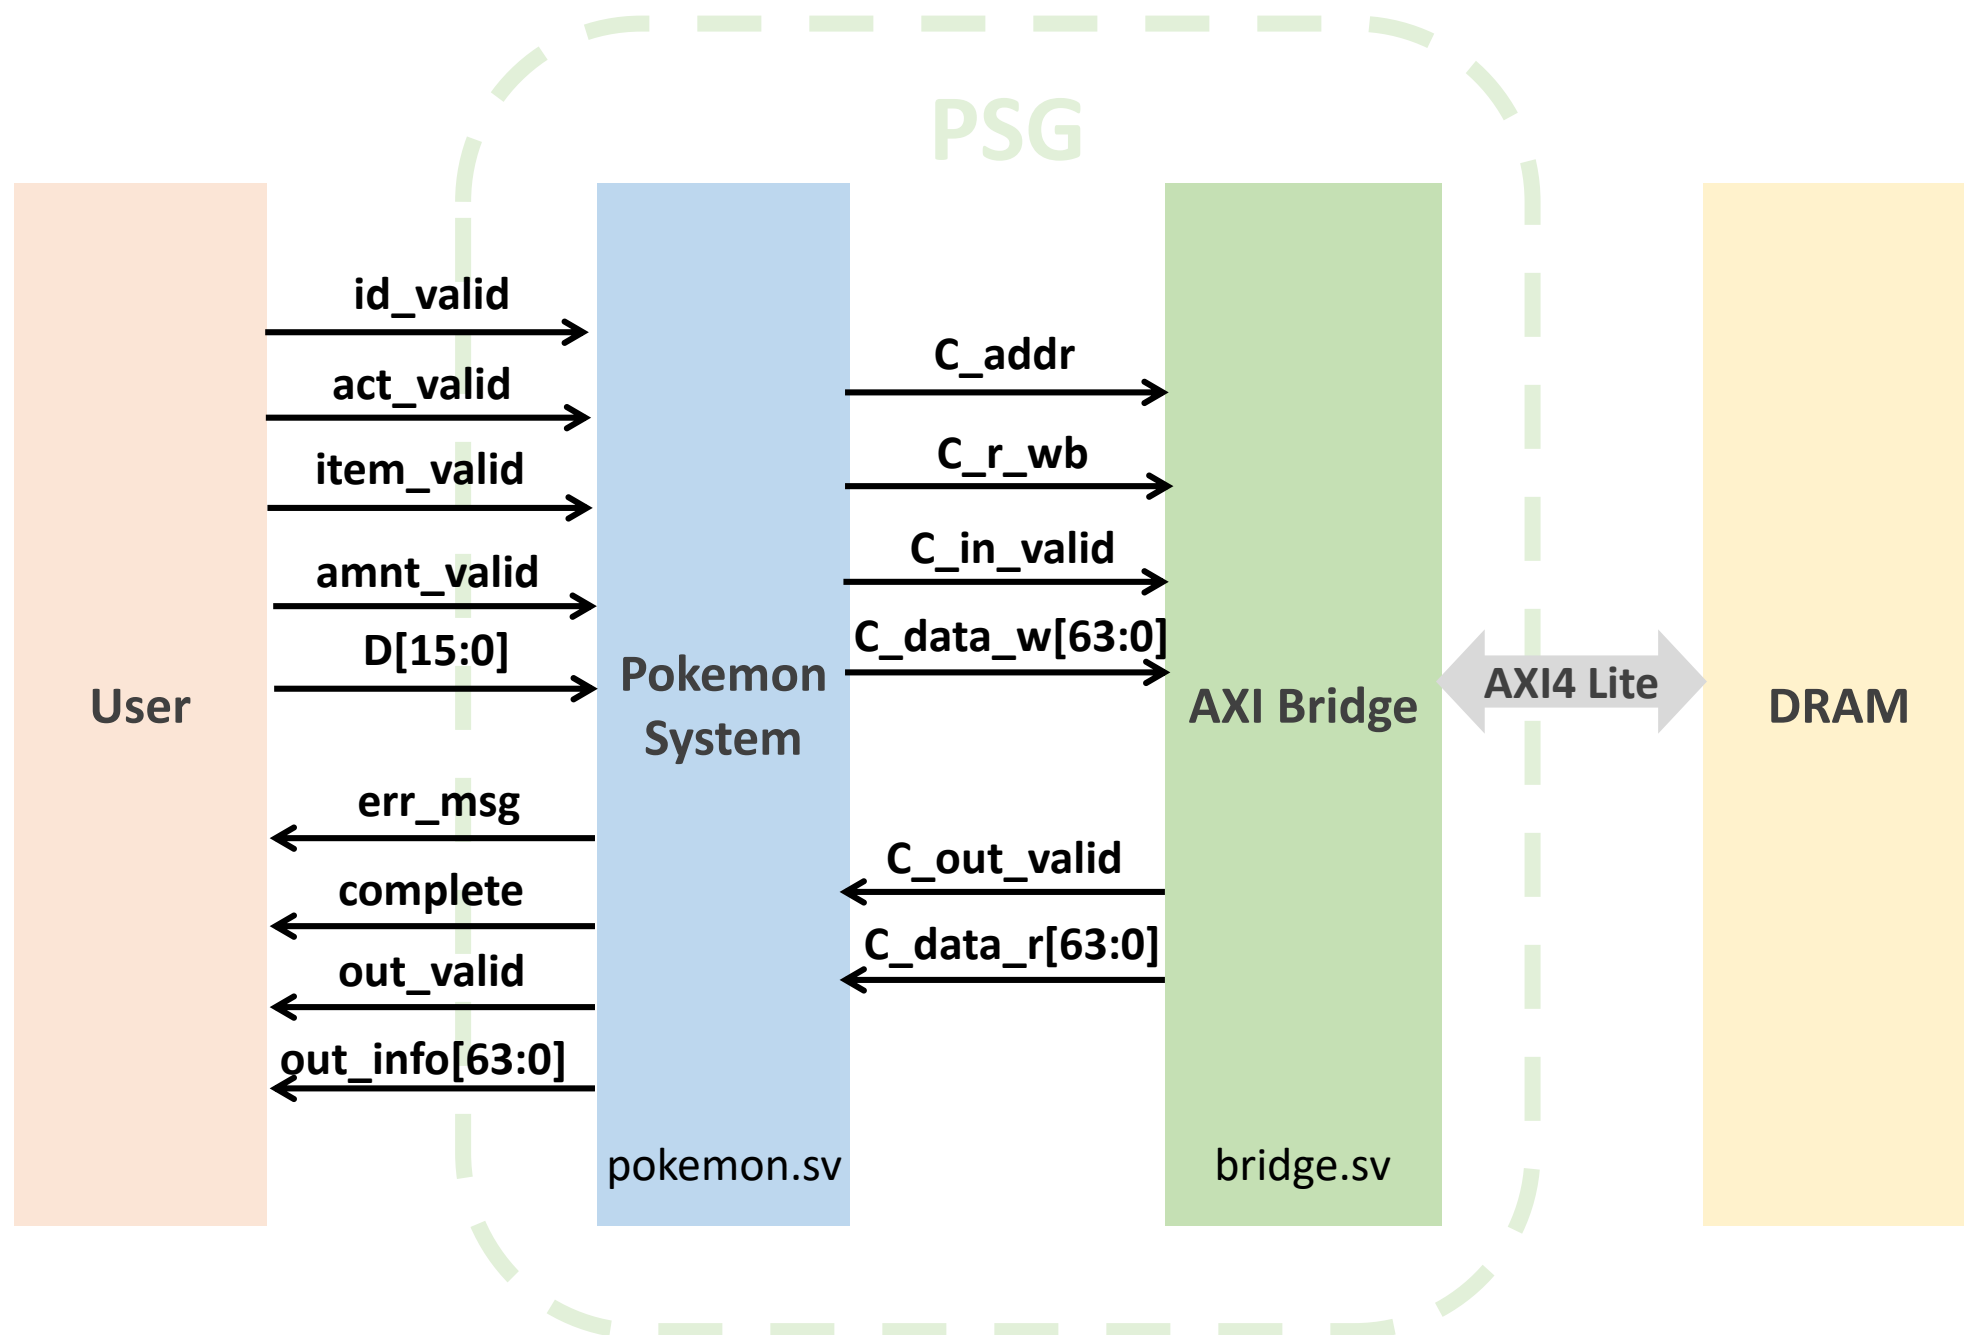 PSG
id_valid
act_valid
item_valid
amnt_valid
D[15:0]
User
err_msg
complete
out_valid
out_info[63:0]
Pokemon
System
pokemon.sv
C_addr
C_r_wb
C_in_valid
C_data_w[63:0]
C_out_valid
C_data_r[63:0]
AXI Bridge
bridge.sv
AXI4 Lite
DRAM